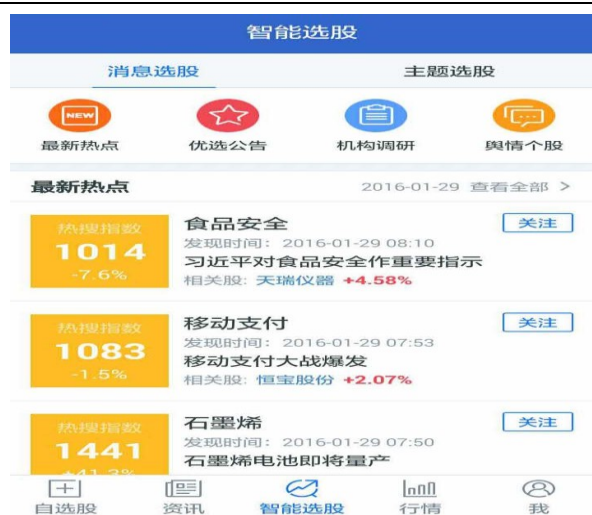 智能选股
消息选股 主题选股
NEW
最新热点 优选公告 机构调研 舆情个股
最新热点 2016-01-29 查看全部 >
热搜指数
1014
-7.6%
食品安全 关注
发现时间: 2016-01-29 08:10
习近平对食品安全作重要指示
相关股: 天瑞仪器 +4.58%
热搜指数
1083
-1.5%
移动支付 关注
发现时间: 2016-01-29 07:53
移动支付大战爆发
相关股: 恒宝股份 +2.07%
热搜指数
1441
+41.3%
石墨烯 关注
发现时间: 2016-01-29 07:50
石墨烯电池即将量产
自选股 资讯 智能选股 行情 我